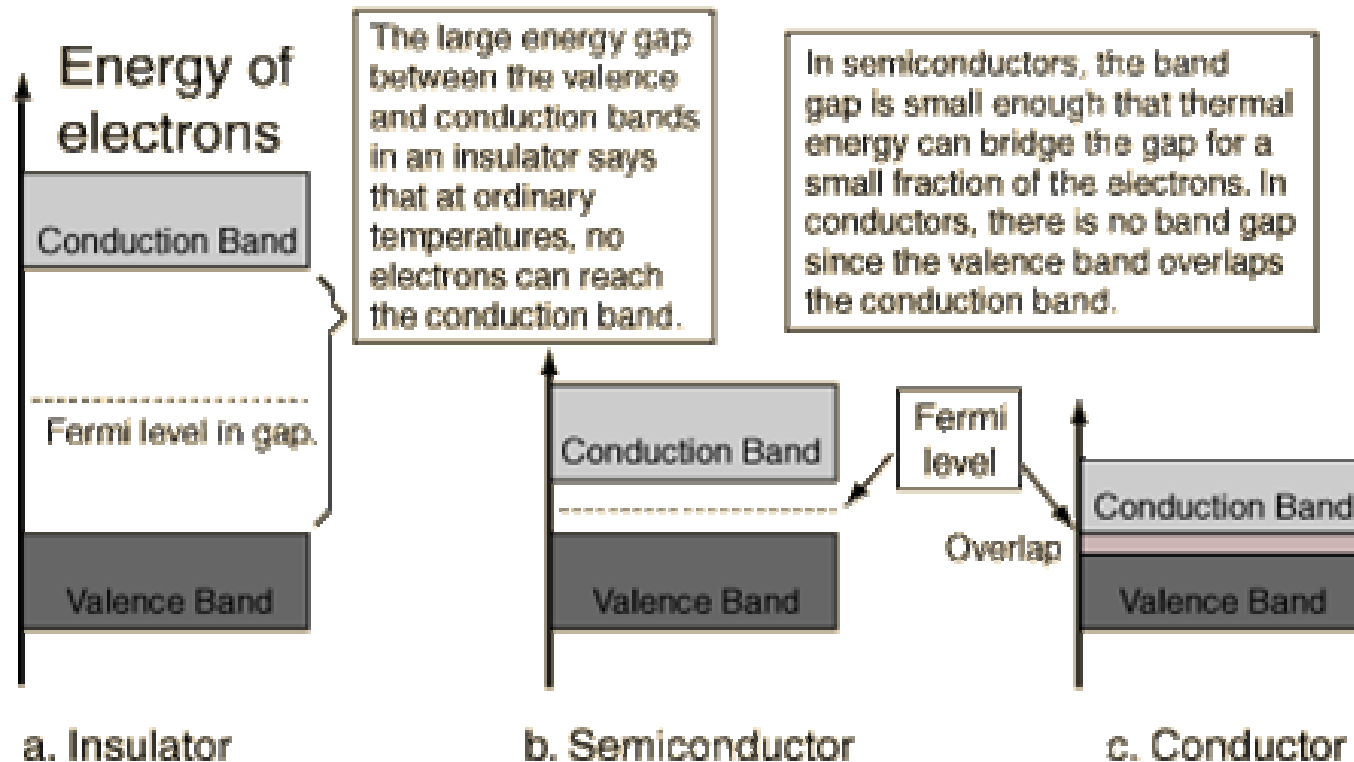 Energy of
electrons
The large energy gap
between the valence
and conduction bands
in an insulator says
that at ordinary
temperatures, no
electrons can reach
the conduction band.
In semiconductors, the band
gap is small enough that thermal
energy can bridge the gap for a
small fraction of the electrons. In
conductors, there is no band gap
since the valence band overlaps
the conduction band.
Conduction Band
Fermi level in gap.
Valence Band
Conduction Band
Valence Band
Fermi
level
Conduction Band
Overlap
Valence Band
a. Insulator
b. Semiconductor
c. Conductor